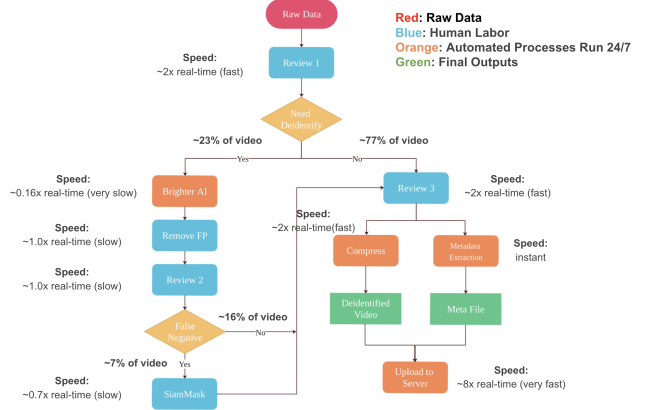 Raw Data
Red: Raw Data
Blue: Human Labor
Orange: Automated Processes Run 24/7
Green: Final Outputs
Speed:
~2x real-time (fast)
Review 1
Need
Deidentify
~23% of video
~77% of video
Yes
No
Speed:
~0.16x real-time (very slow)
Brighter AI
Review 3
Speed:
~2x real-time (fast)
Speed:
~1.0x real-time (slow)
Remove FP
Speed:
~2x real-time(fast)
Compress
Metadata
Extraction
Speed:
instant
Speed:
~1.0x real-time (slow)
Review 2
Deidentified
Video
Meta File
False
Negative
~16% of video
No
~7% of video
Yes
Speed:
~0.7x real-time (slow)
SiamMask
Upload to
Server
Speed:
~8x real-time (very fast)